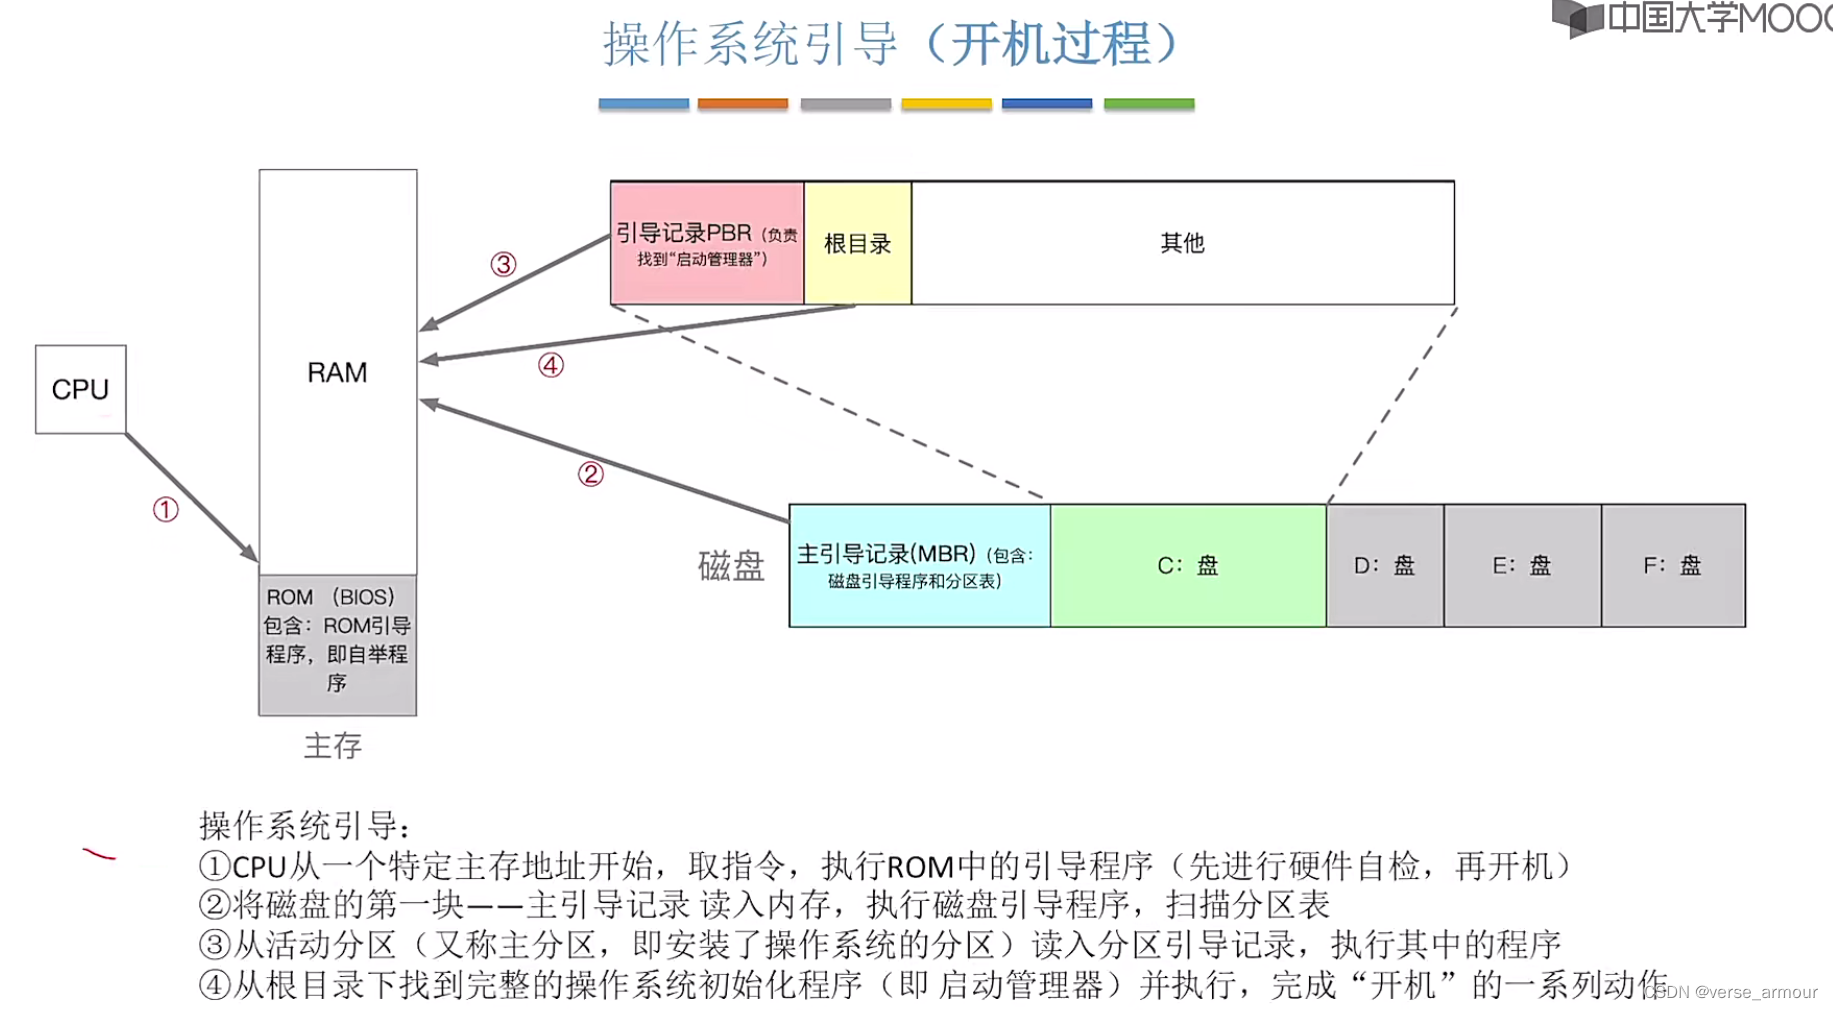 中国大学MOOC
操作系统引导（开机过程）
引导记录PBR（负责
找到“启动管理器”）
根目录
其他
③
④
CPU
RAM
②
①
磁盘
主引导记录(MBR)（包含：
磁盘引导程序和分区表）
C：盘
D：盘
E：盘
F：盘
ROM （BIOS）
包含：ROM引导
程序，即自举程
序
主存
操作系统引导：
①CPU从一个特定主存地址开始，取指令，执行ROM中的引导程序（先进行硬件自检，再开机）
②将磁盘的第一块——主引导记录 读入内存，执行磁盘引导程序，扫描分区表
③从活动分区（又称主分区，即安装了操作系统的分区）读入分区引导记录，执行其中的程序
④从根目录下找到完整的操作系统初始化程序（即 启动管理器）并执行，完成“开机”的一系列动作
CSDN @verse_armour